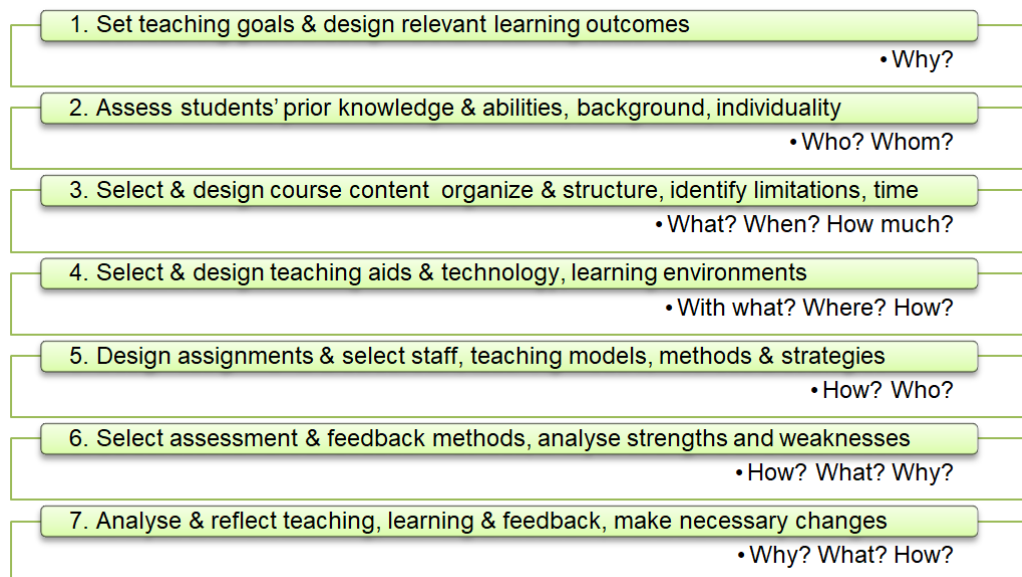 1. Set teaching goals & design relevant learning outcomes
• Why?
2. Assess students' prior knowledge & abilities, background, individuality
• Who? Whom?
3. Select & design course content organize & structure, identify limitations, time
• What? When? How much?
4. Select & design teaching aids & technology, learning environments
• With what? Where? How?
5. Design assignments & select staff, teaching models, methods & strategies
• How? Who?
6. Select assessment & feedback methods, analyse strengths and weaknesses
• How? What? Why?
7. Analyse & reflect teaching, learning & feedback, make necessary changes
• Why? What? How?